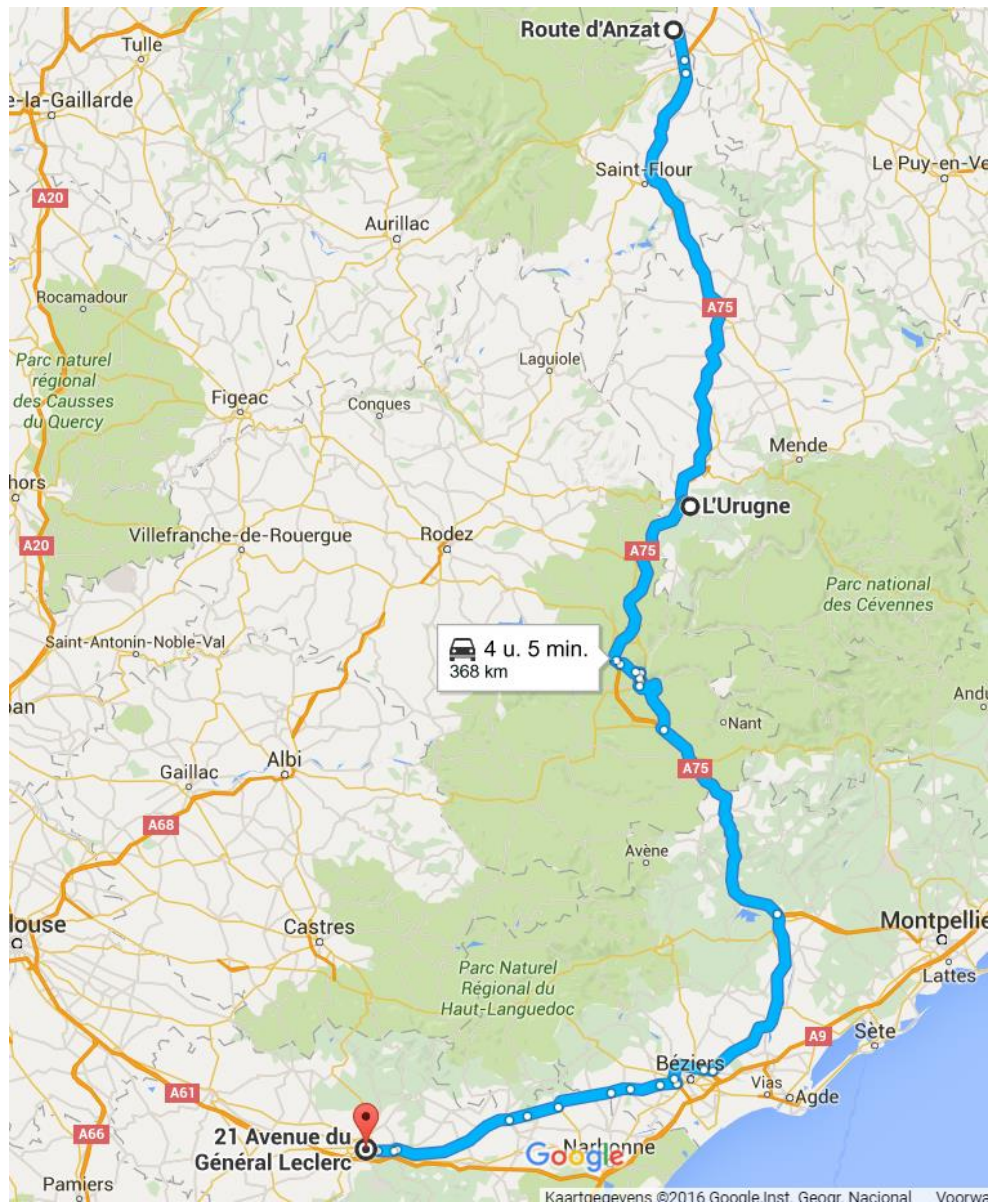 Route d'Anzat
Tulle
e-la-Gaillarde
Saint-Flour
Le Puy-en-Ve
A20
Aurillac
Rocamadour
A75
Parc naturel
régional
des Causses
du Quercy
Laguiole
Figeac
Conques
Mende
hors
L'Urugne
A20
Villefranche-de-Rouergue
Rodez
A75
Parc national
des Cévennes
Saint-Antonin-Noble-Val
4 u. 5 min.
368 km
ban
Nant
Andu
Albi
Gaillac
A75
A68
Avène
louse
Castres
Montpellie
Lattes
Parc Naturel
Régional du
Haut-Languedoc
A9
Sète
Béziers
Vias
Agde
A61
A66
21 Avenue du
Général Leclerc
Narbonne
Google
Pamiers
Kaartgegevens ©2016 Google Inst. Geogr. Nacional
Voorwa